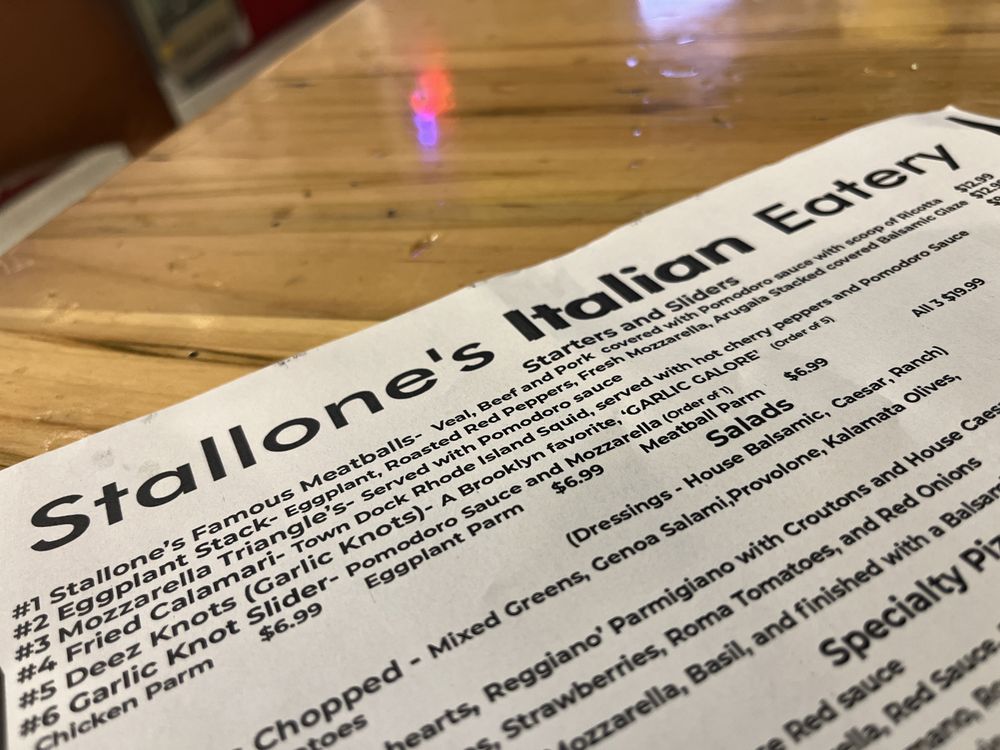 Stallone's Italian Eatery
Starters and Sliders
#1 Stallone's Famous Meatballs- Veal, Beef and Pork covered with Pomodoro sauce with scoop of Ricotta $12.99
#2 Eggplant Stack- Eggplant, Roasted Red Peppers, Fresh Mozzarella, Arugala Stacked covered Balsamic Glaze
#3 Mozzarella Triangle's- Served with Pomodoro sauce
#4 Fried Calamari- Town Dock Rhode Island Squid, served with hot cherry peppers and Pomodoro Sauce
#5 Deez Knots (Garlic Knots)- A Brooklyn favorite, 'GARLIC GALORE' (Order of 5)
#6 Garlic Knot Slider- Pomodoro Sauce and Mozzarella (Order of 1) All 3 $19.99
Chicken Parm $6.99 Eggplant Parm $6.99 Meatball Parm $6.99
Salads
(Dressings - House Balsamic, Caesar, Ranch)
Chopped - Mixed Greens, Genoa Salami,Provolone, Kalamata Olives,
hearts, Reggiano' Parmigiano with Croutons and House
Strawberries, Roma Tomatoes, and Red Onions
Mozzarella, Basil, and finished with a
Specialty
Red sauce
Red Sauce